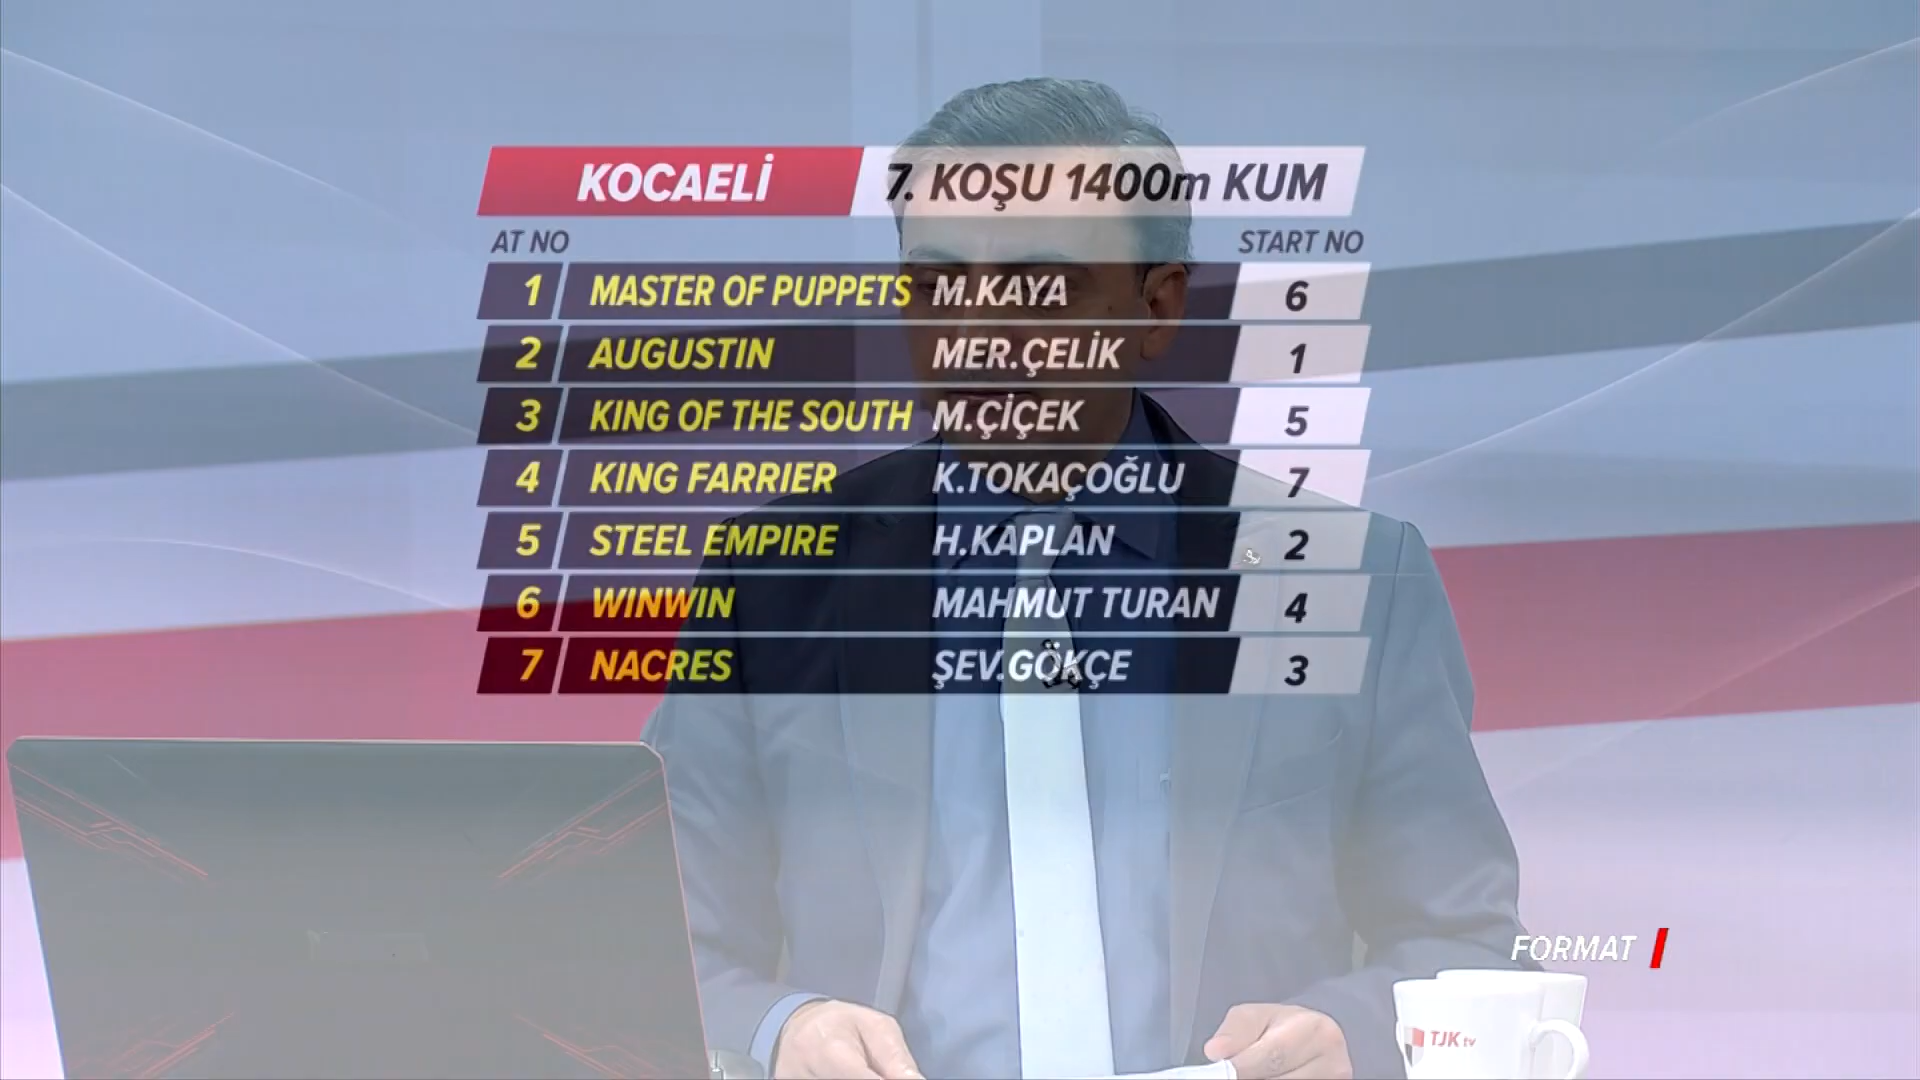 KOCAELİ 7. KOŞU 1400m KUM
AT NO START NO
1 MASTER OF PUPPETS M.KAYA 6
2 AUGUSTIN MER.ÇELİK 1
3 KING OF THE SOUTH M.ÇİÇEK 5
4 KING FARRIER K.TOKAÇOĞLU 7
5 STEEL EMPIRE H.KAPLAN 2
6 WINWIN MAHMUT TURAN 4
7 NACRES ŞEV.GÖKÇE 3
FORMAT
TJK tv